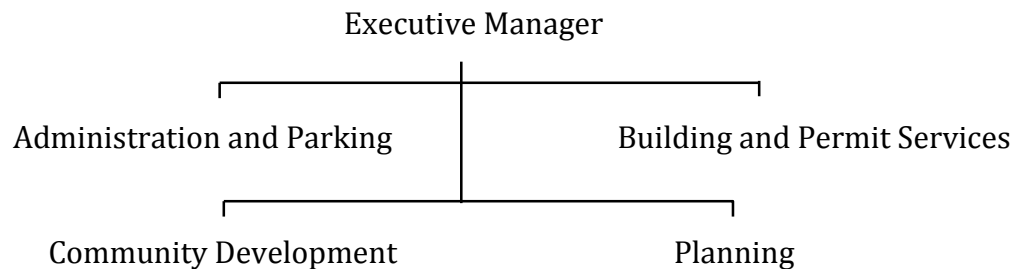 Executive Manager
Administration and Parking
Building and Permit Services
Community Development
Planning